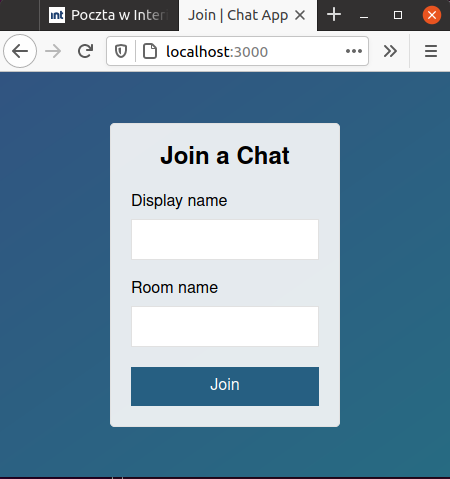 int Poczta w Inter
Join | Chat App
localhost:3000
Join a Chat
Display name
Room name
Join